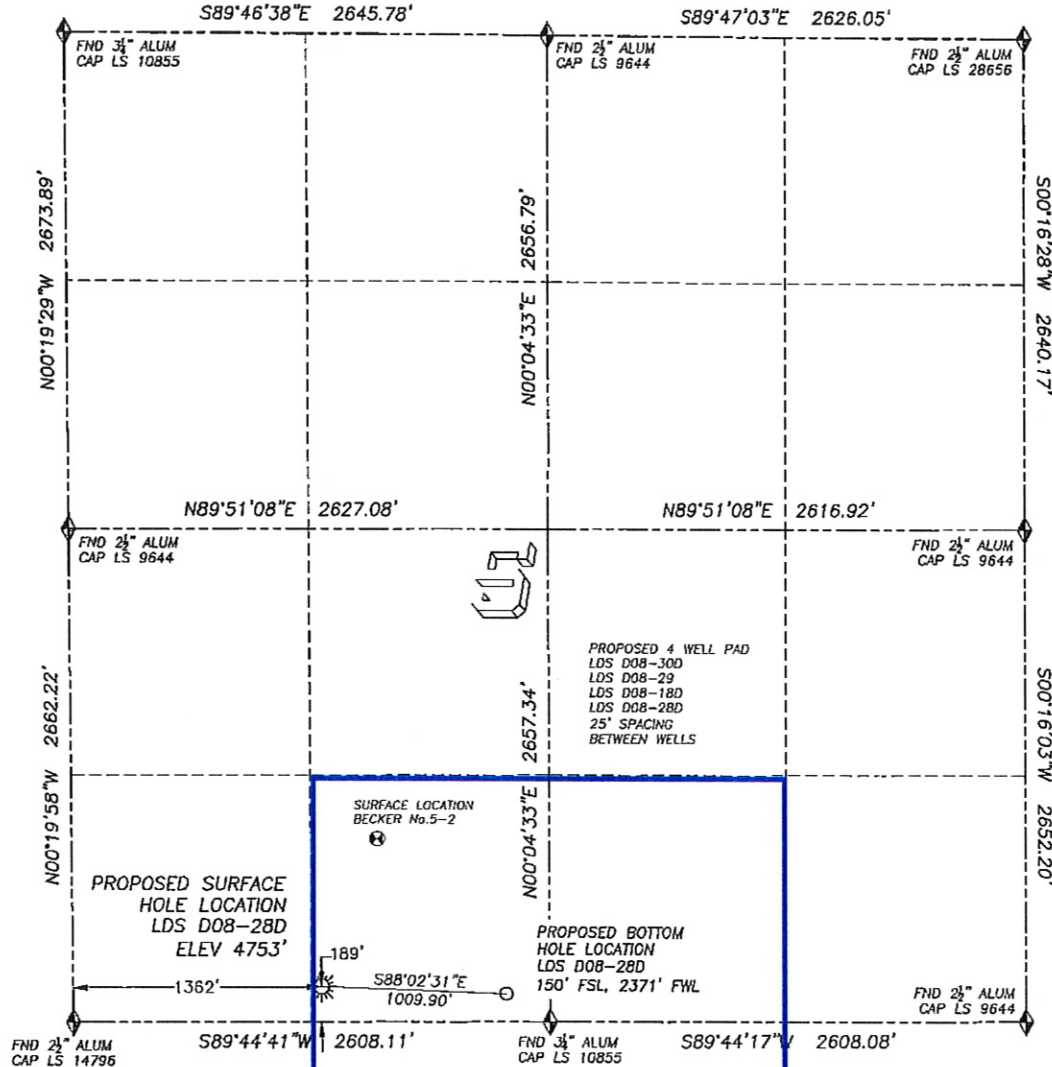 S89°46'38"E 2645.78'
S89°47'03"E 2626.05'
FND 3¼" ALUM
CAP LS 10855
FND 2½" ALUM
CAP LS 9644
FND 2½" ALUM
CAP LS 28656
N00°19'29"W 2673.89'
N00°04'33"E 2656.79'
S00°16'28"W 2640.17'
N89°51'08"E 2627.08'
N89°51'08"E 2616.92'
FND 2½" ALUM
CAP LS 9644
FND 2½" ALUM
CAP LS 9644
PROPOSED 4 WELL PAD
LDS D08-30D
LDS D08-29
LDS D08-18D
LDS D08-28D
25' SPACING
BETWEEN WELLS
N00°19'58"W 2662.22'
N00°04'33"E 2657.34'
S00°16'03"W 2652.20'
SURFACE LOCATION
BECKER No.5-2
PROPOSED SURFACE
HOLE LOCATION
LDS D08-28D
ELEV 4753'
189'
1362'
S88°02'31"E
1009.90'
PROPOSED BOTTOM
HOLE LOCATION
LDS D08-28D
150' FSL, 2371' FWL
FND 2½" ALUM
CAP LS 9644
FND 2½" ALUM
CAP LS 14796
S89°44'41"W 2608.11'
FND 3¼" ALUM
CAP LS 10855
S89°44'17"W 2608.08'